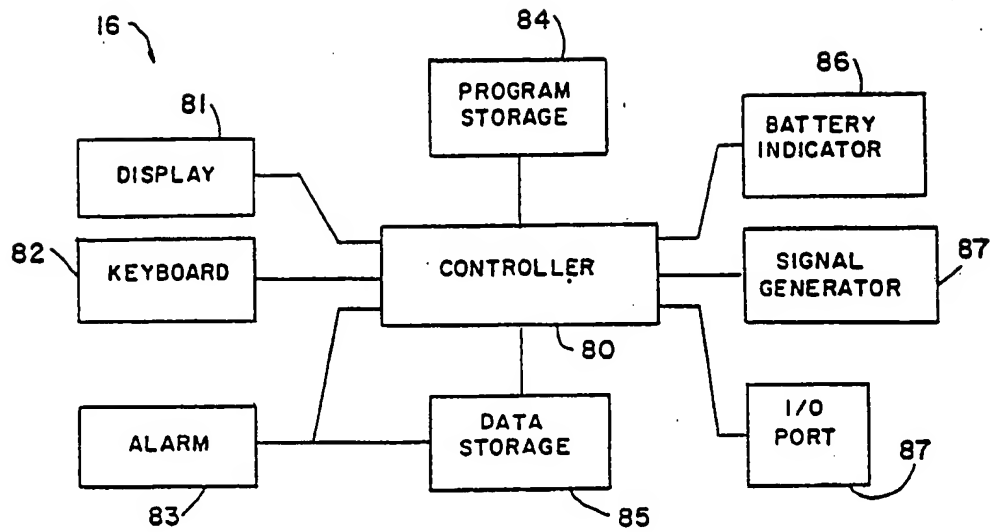 16
84
PROGRAM
STORAGE
86
BATTERY
INDICATOR
81
DISPLAY
82
KEYBOARD
CONTROLLER
80
SIGNAL
GENERATOR
87
ALARM
83
DATA
STORAGE
85
I/O
PORT
87